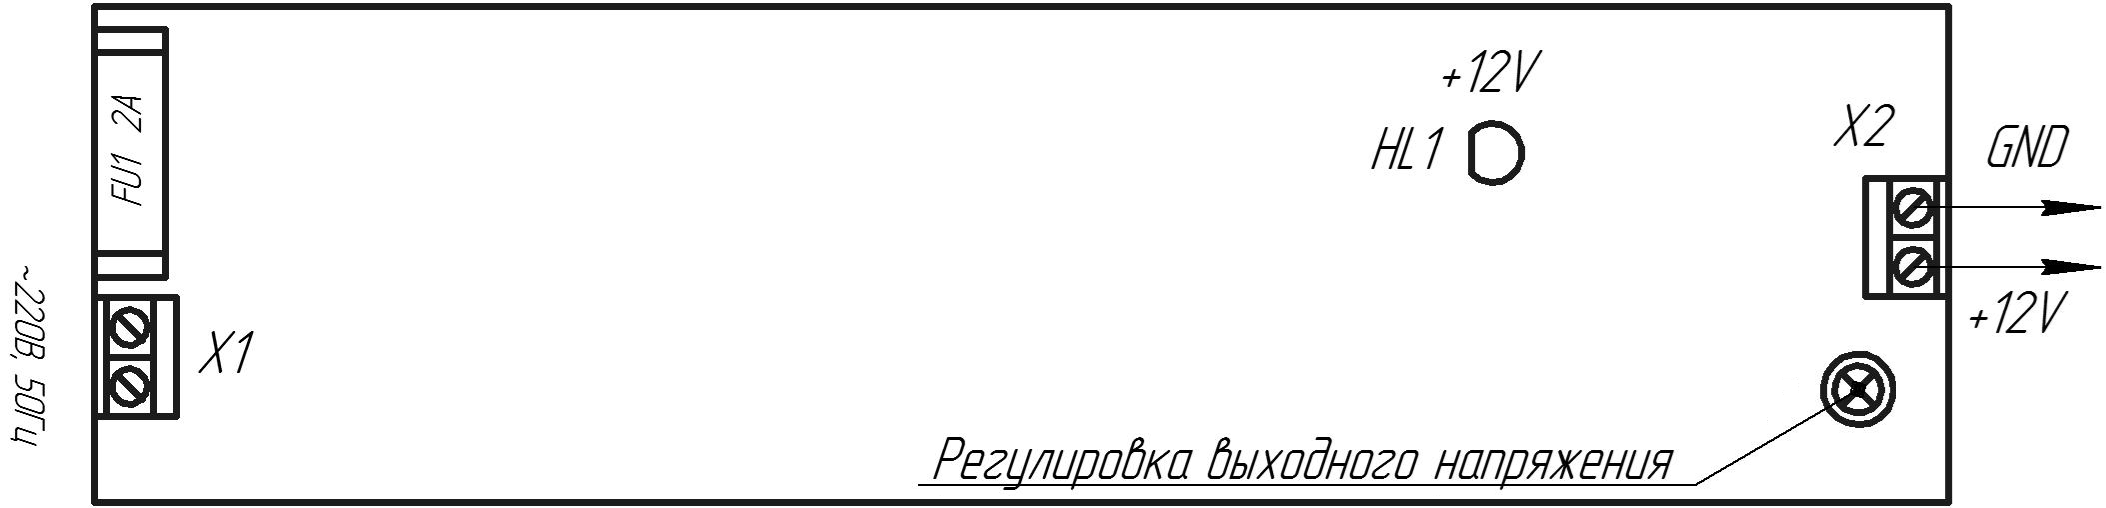 FU1 2A
~220В, 50Гц
X1
+12V
HL1
X2
GND
+12V
Регулировка выходного напряжения